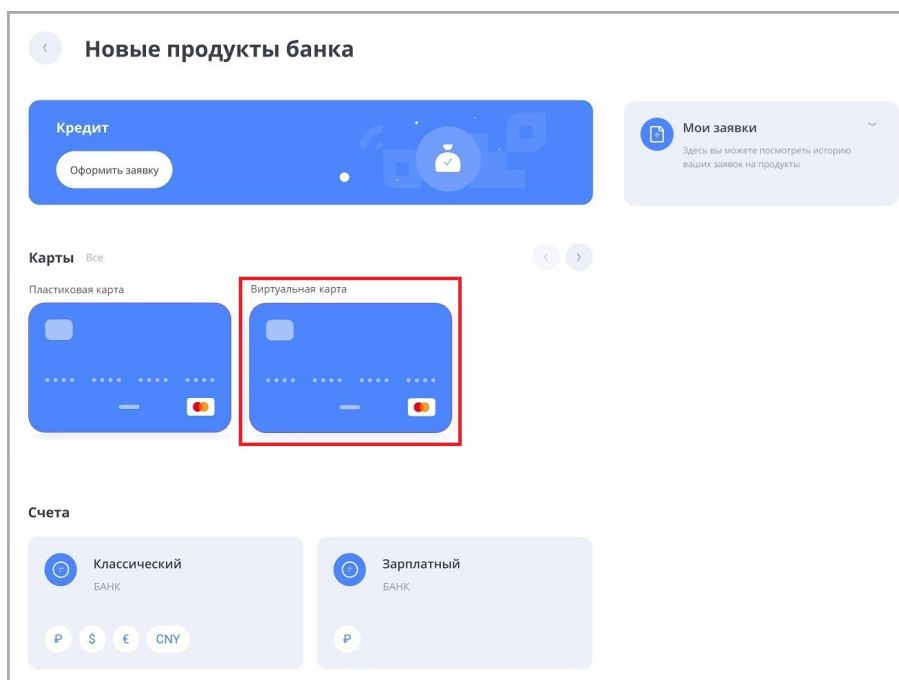 Новые продукты банка
Кредит
Оформить заявку
Мои заявки
Здесь вы можете посмотреть историю
ваших заявок на продукты
Карты Все
Пластиковая карта
Виртуальная карта
Счета
Классический
БАНК
₽ $ € CNY
Зарплатный
БАНК
₽